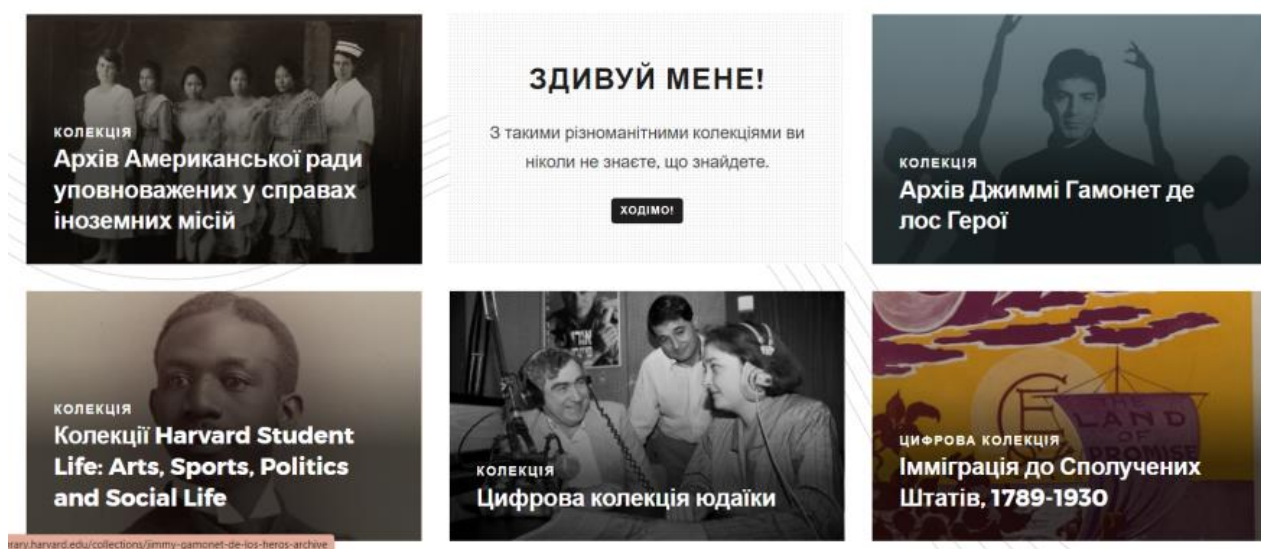 КОЛЕКЦІЯ
Архів Американської ради
уповноважених у справах
іноземних місій
ЗДИВУЙ МЕНЕ!
З такими різноманітними колекціями ви
ніколи не знаєте, що знайдете.
ХОДІМО!
КОЛЕКЦІЯ
Архів Джиммі Гамонет де
лос Герої
КОЛЕКЦІЯ
Колекції Harvard Student
Life: Arts, Sports, Politics
and Social Life
КОЛЕКЦІЯ
Цифрова колекція юдаїки
THE
LAND
OF
PROMISE
ЦИФРОВА КОЛЕКЦІЯ
Імміграція до Сполучених
Штатів, 1789-1930
rary.harvard.edu/collections/jimmy-gamonet-de-los-heros-archive